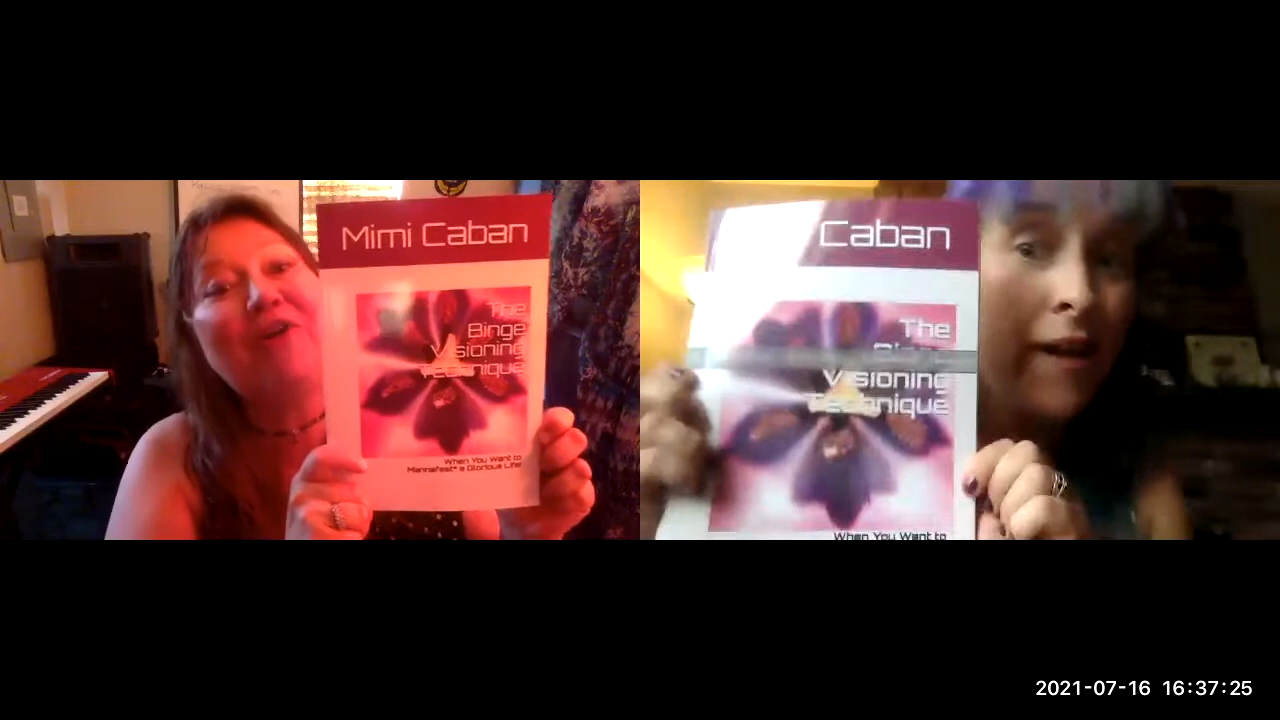 Mimi Caban
The
Binge
Visioning
Technique
When You Want to
Mannafest* a Glorious Life!
Caban
The
Binge
Visioning
Technique
When You Want to
2021-07-16 16:37:25